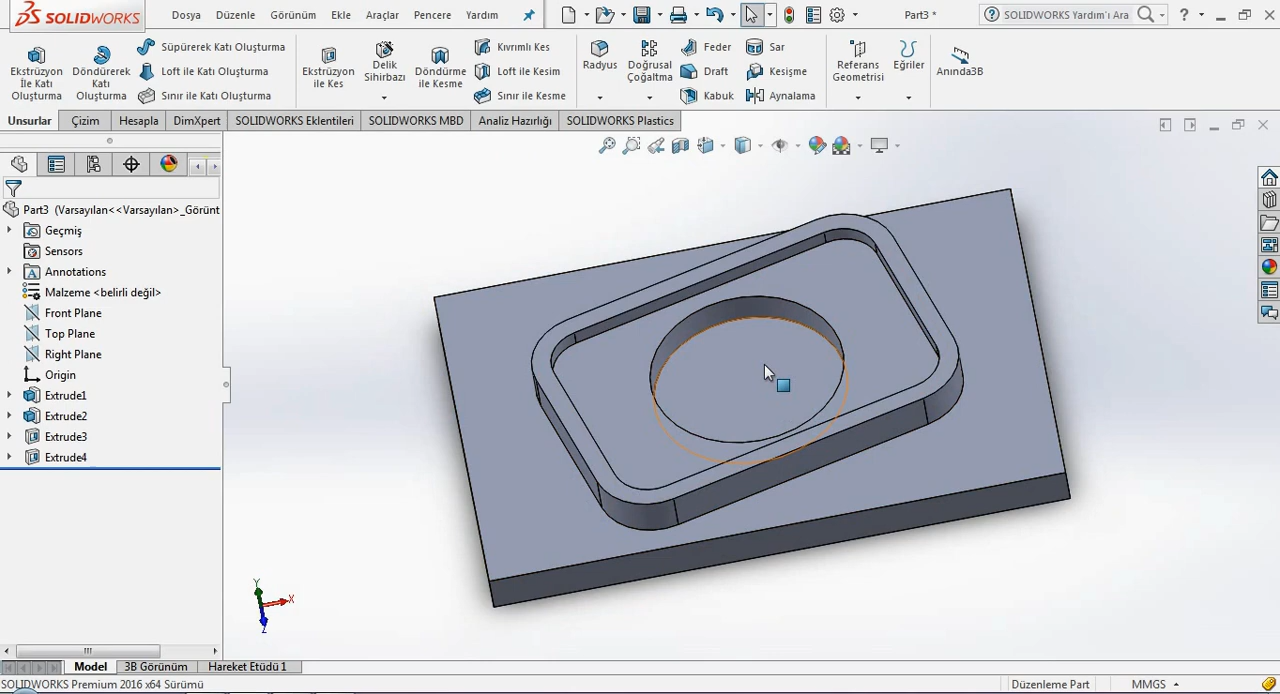 SOLIDWORKS
Dosya Düzenle Görünüm Ekle Araçlar Pencere Yardım
Part3 *
SOLIDWORKS Yardım'ı Ara
Ekstrüzyon İle Katı Oluşturma
Döndürerek Katı Oluşturma
Süpürerek Katı Oluşturma
Loft ile Katı Oluşturma
Sınır ile Katı Oluşturma
Ekstrüzyon ile Kes
Delik Sihirbazı
Döndürme ile Kesme
Kıvrımlı Kes
Loft ile Kesim
Sınır ile Kesme
Radyus
Doğrusal Çoğaltma
Feder
Draft
Kabuk
Sar
Kesişme
Aynalama
Referans Geometrisi
Eğriler
Anında3B
Unsurlar Çizim Hesapla DimXpert SOLIDWORKS Eklentileri SOLIDWORKS MBD Analiz Hazırlığı SOLIDWORKS Plastics
Part3 (Varsayılan<<Varsayılan>_Görünt
Geçmiş
Sensors
Annotations
Malzeme <belirli değil>
Front Plane
Top Plane
Right Plane
Origin
Extrude1
Extrude2
Extrude3
Extrude4
Y
X
Z
Model 3B Görünüm Hareket Etüdü 1
SOLIDWORKS Premium 2016 x64 Sürümü
Düzenleme Part
MMGS